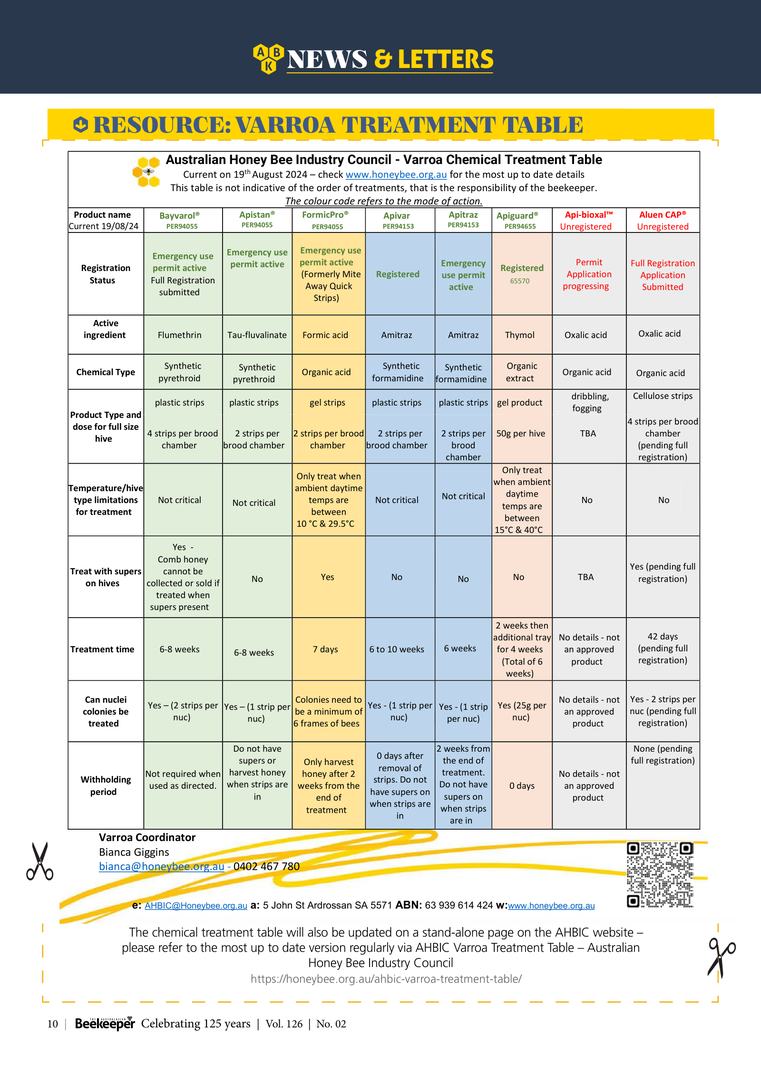 ABK NEWS & LETTERS
RESOURCE: VARROA TREATMENT TABLE
Australian Honey Bee Industry Council - Varroa Chemical Treatment Table
Current on 19th August 2024 – check www.honeybee.org.au for the most up to date details
This table is not indicative of the order of treatments, that is the responsibility of the beekeeper.
The colour code refers to the mode of action.
Product name
Current 19/08/24
Bayvarol®
PER94055
Apistan®
PER94055
FormicPro®
PER94055
Apivar
PER94153
Apitraz
PER94153
Apiguard®
PER94655
Api-bioxal™
Unregistered
Aluen CAP®
Unregistered
Registration
Status
Emergency use
permit active
Full Registration
submitted
Emergency use
permit active
Emergency use
permit active
(Formerly Mite
Away Quick
Strips)
Registered
Emergency
use permit
active
Registered
65570
Permit
Application
progressing
Full Registration
Application
Submitted
Active
ingredient
Flumethrin
Tau-fluvalinate
Formic acid
Amitraz
Amitraz
Thymol
Oxalic acid
Oxalic acid
Chemical Type
Synthetic
pyrethroid
Synthetic
pyrethroid
Organic acid
Synthetic
formamidine
Synthetic
formamidine
Organic
extract
Organic acid
Organic acid
Product Type and
dose for full size
hive
plastic strips
4 strips per brood
chamber
plastic strips
2 strips per
brood chamber
gel strips
2 strips per brood
chamber
plastic strips
2 strips per
brood chamber
plastic strips
2 strips per
brood
chamber
gel product
50g per hive
dribbling,
fogging
TBA
Cellulose strips
4 strips per brood
chamber
(pending full
registration)
Temperature/hive
type limitations
for treatment
Not critical
Not critical
Only treat when
ambient daytime
temps are
between
10 °C & 29.5°C
Not critical
Not critical
Only treat
when ambient
daytime
temps are
between
15°C & 40°C
No
No
Treat with supers
on hives
Yes -
Comb honey
cannot be
collected or sold if
treated when
supers present
No
Yes
No
No
No
TBA
Yes (pending full
registration)
Treatment time
6-8 weeks
6-8 weeks
7 days
6 to 10 weeks
6 weeks
2 weeks then
additional tray
for 4 weeks
(Total of 6
weeks)
No details - not
an approved
product
42 days
(pending full
registration)
Can nuclei
colonies be
treated
Yes – (2 strips per
nuc)
Yes – (1 strip per
nuc)
Colonies need to
be a minimum of
6 frames of bees
Yes - (1 strip per
nuc)
Yes - (1 strip
per nuc)
Yes (25g per
nuc)
No details - not
an approved
product
Yes - 2 strips per
nuc (pending full
registration)
Withholding
period
Not required when
used as directed.
Do not have
supers or
harvest honey
when strips are
in
Only harvest
honey after 2
weeks from the
end of
treatment
0 days after
removal of
strips. Do not
have supers on
when strips are
in
2 weeks from
the end of
treatment.
Do not have
supers on
when strips
are in
0 days
No details - not
an approved
product
None (pending
full registration)
Varroa Coordinator
Bianca Giggins
bianca@honeybee.org.au - 0402 467 780
e: AHBIC@Honeybee.org.au a: 5 John St Ardrossan SA 5571 ABN: 63 939 614 424 w:www.honeybee.org.au
The chemical treatment table will also be updated on a stand-alone page on the AHBIC website –
please refer to the most up to date version regularly via AHBIC Varroa Treatment Table – Australian
Honey Bee Industry Council
https://honeybee.org.au/ahbic-varroa-treatment-table/
10 | Beekeeper Celebrating 125 years | Vol. 126 | No. 02